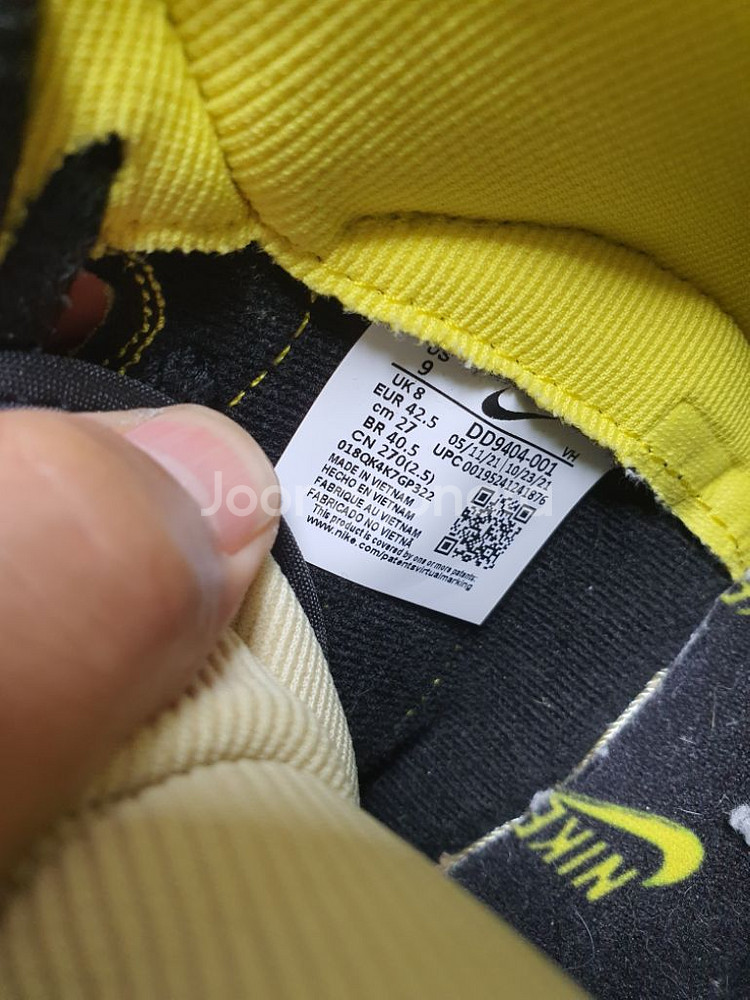 US
9
UK 8
EUR 42.5
cm 27
BR 40.5
CN 270(2.5)
018QK4K7GP322
MADE IN VIETNAM
HECHO EN VIETNAM
FABRIQUE AU VIETNAM
FABRICADO NO VIETNÃ
This product is covered by one or more patents:
www.nike.com/patentsvirtualmarking
VH
DD9404-001
05/11/21 10/23/21
UPC 00195241241876
NIKE